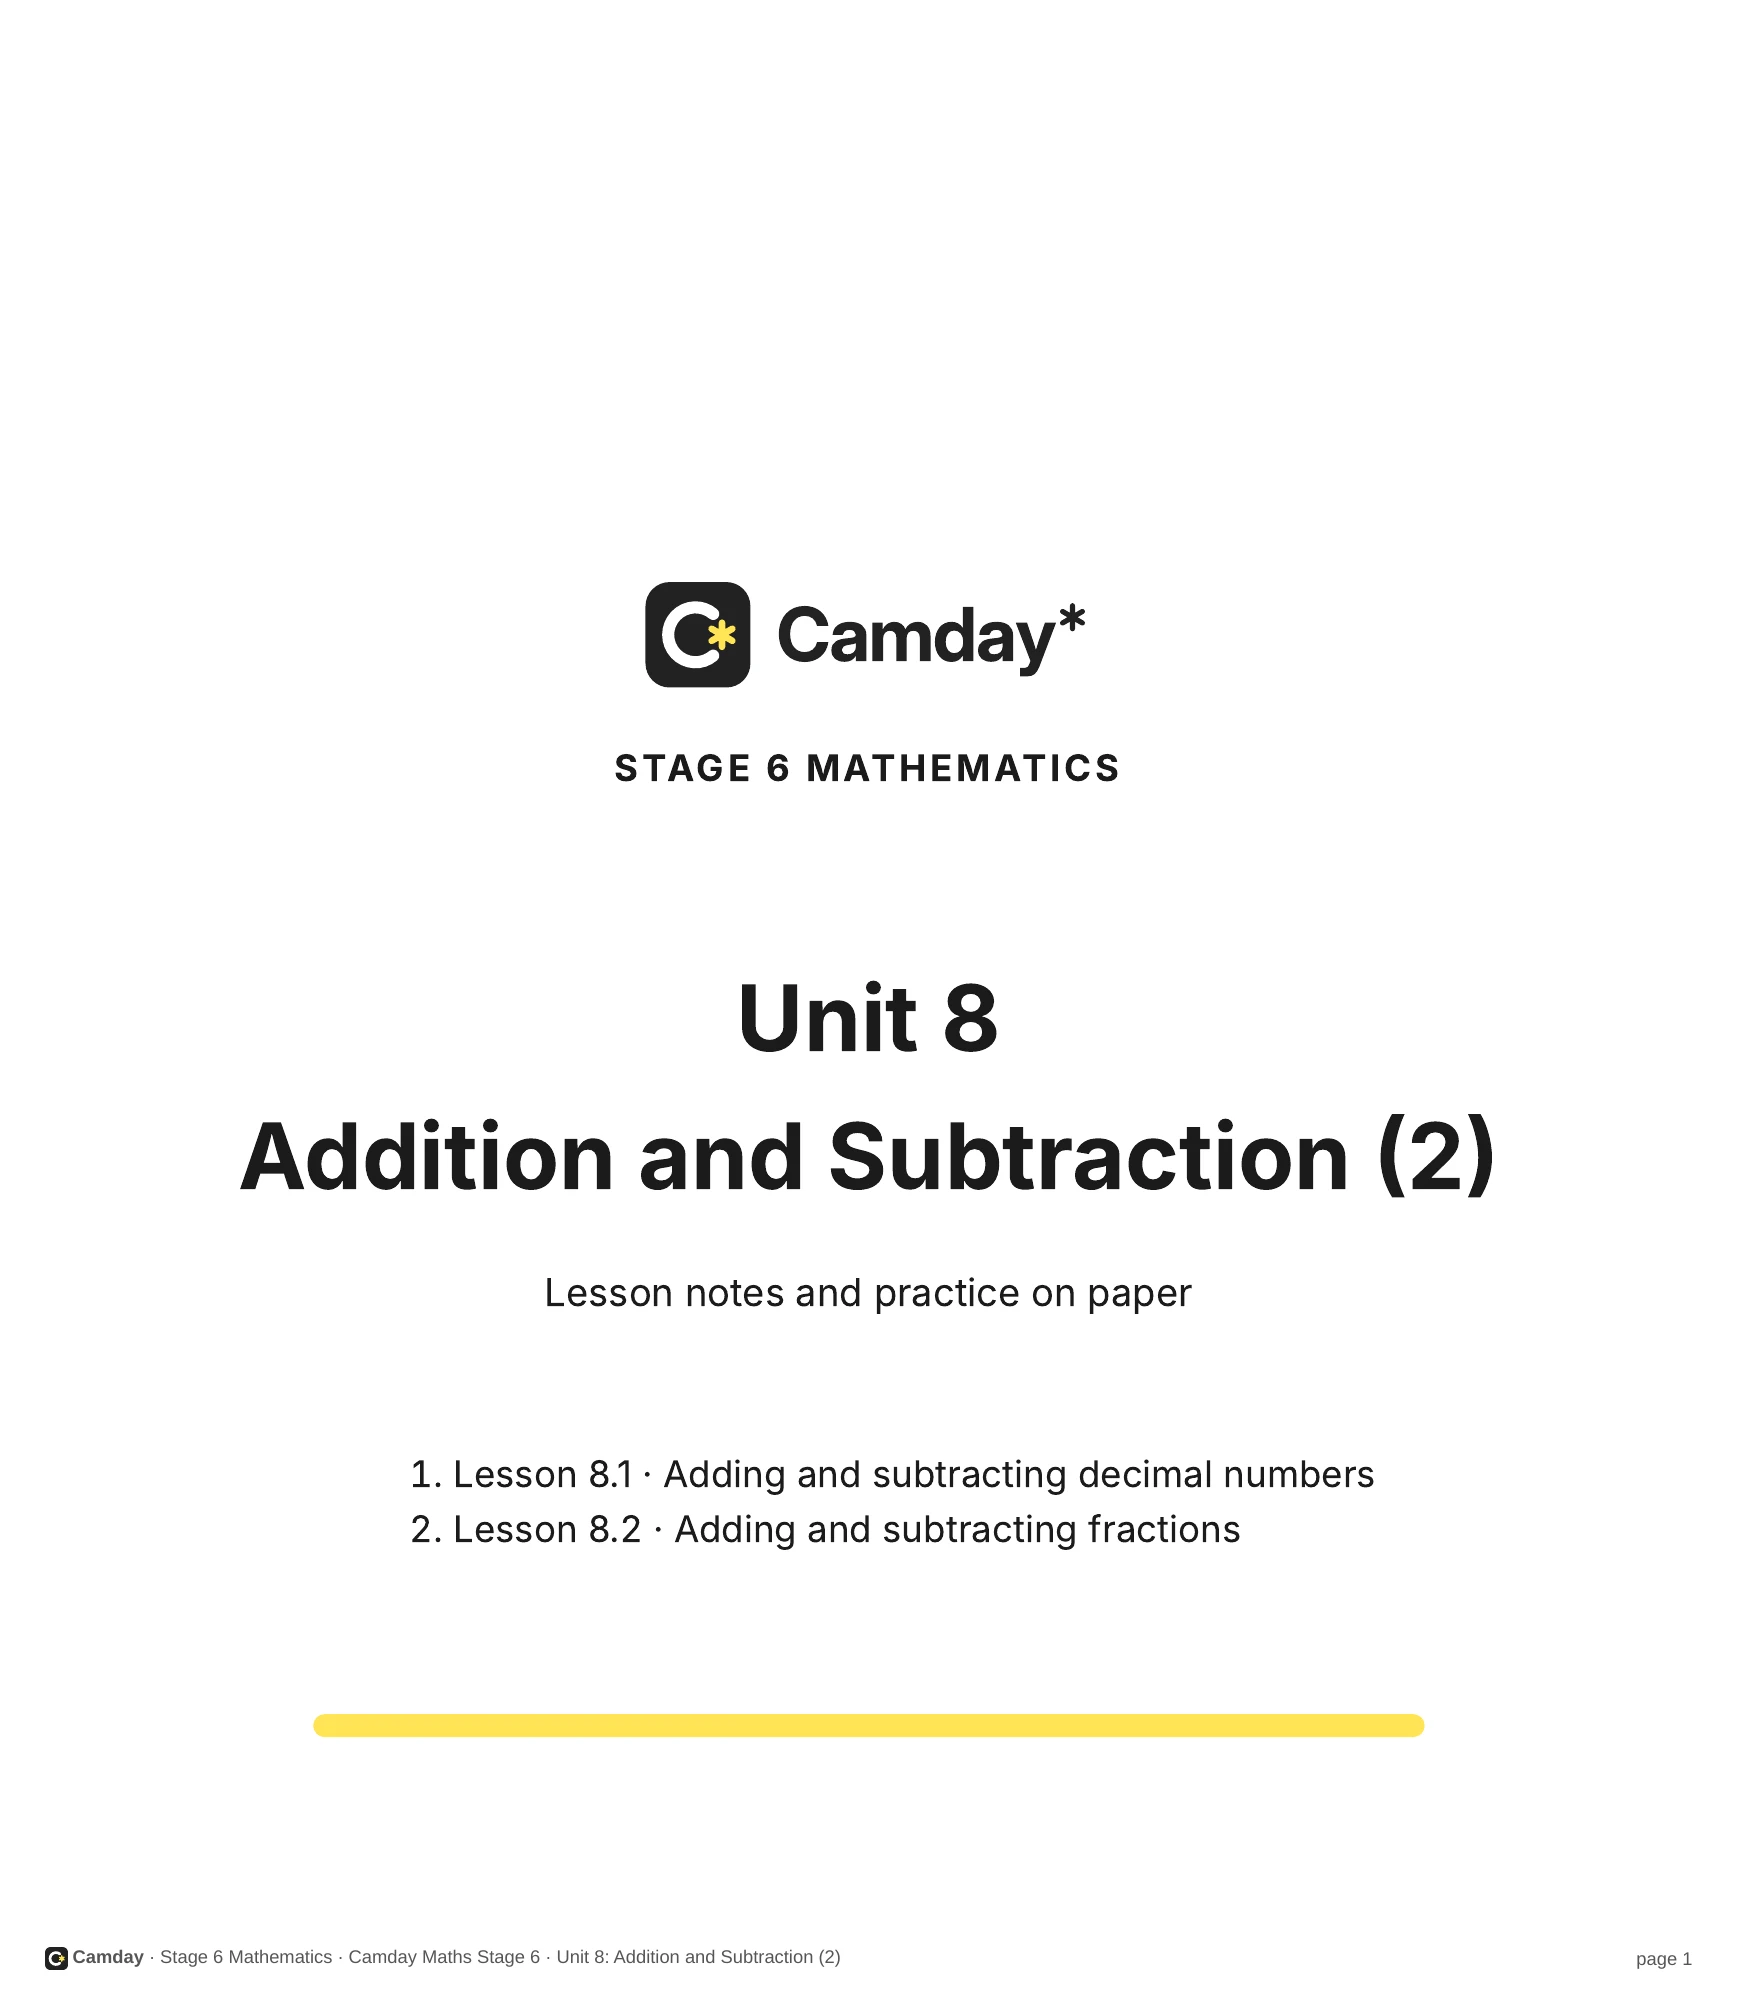 Camday*
STAGE 6 MATHEMATICS
Unit 8
Addition and Subtraction (2)
Lesson notes and practice on paper
1. Lesson 8.1 · Adding and subtracting decimal numbers
2. Lesson 8.2 · Adding and subtracting fractions
Camday · Stage 6 Mathematics · Camday Maths Stage 6 · Unit 8: Addition and Subtraction (2)
page 1